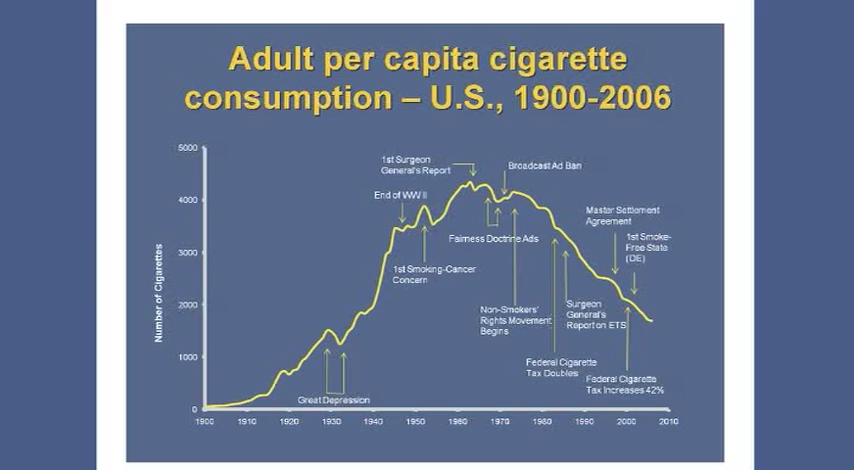 Adult per capita cigarette
consumption – U.S., 1900-2006
5000
4000
3000
2000
1000
0
Number of Cigarettes
1st Surgeon
General's Report
Broadcast Ad Ban
End of WW II
Master Settlement
Agreement
1st Smoke-
Free State
(DE)
Fairness Doctrine Ads
1st Smoking-Cancer
Concern
Non-Smokers'
Rights Movement
Begins
Surgeon
General's
Report on ETS
Federal Cigarette
Tax Doubles
Federal Cigarette
Tax Increases 42%
Great Depression
1900 1910 1920 1930 1940 1950 1960 1970 1980 1990 2000 2010